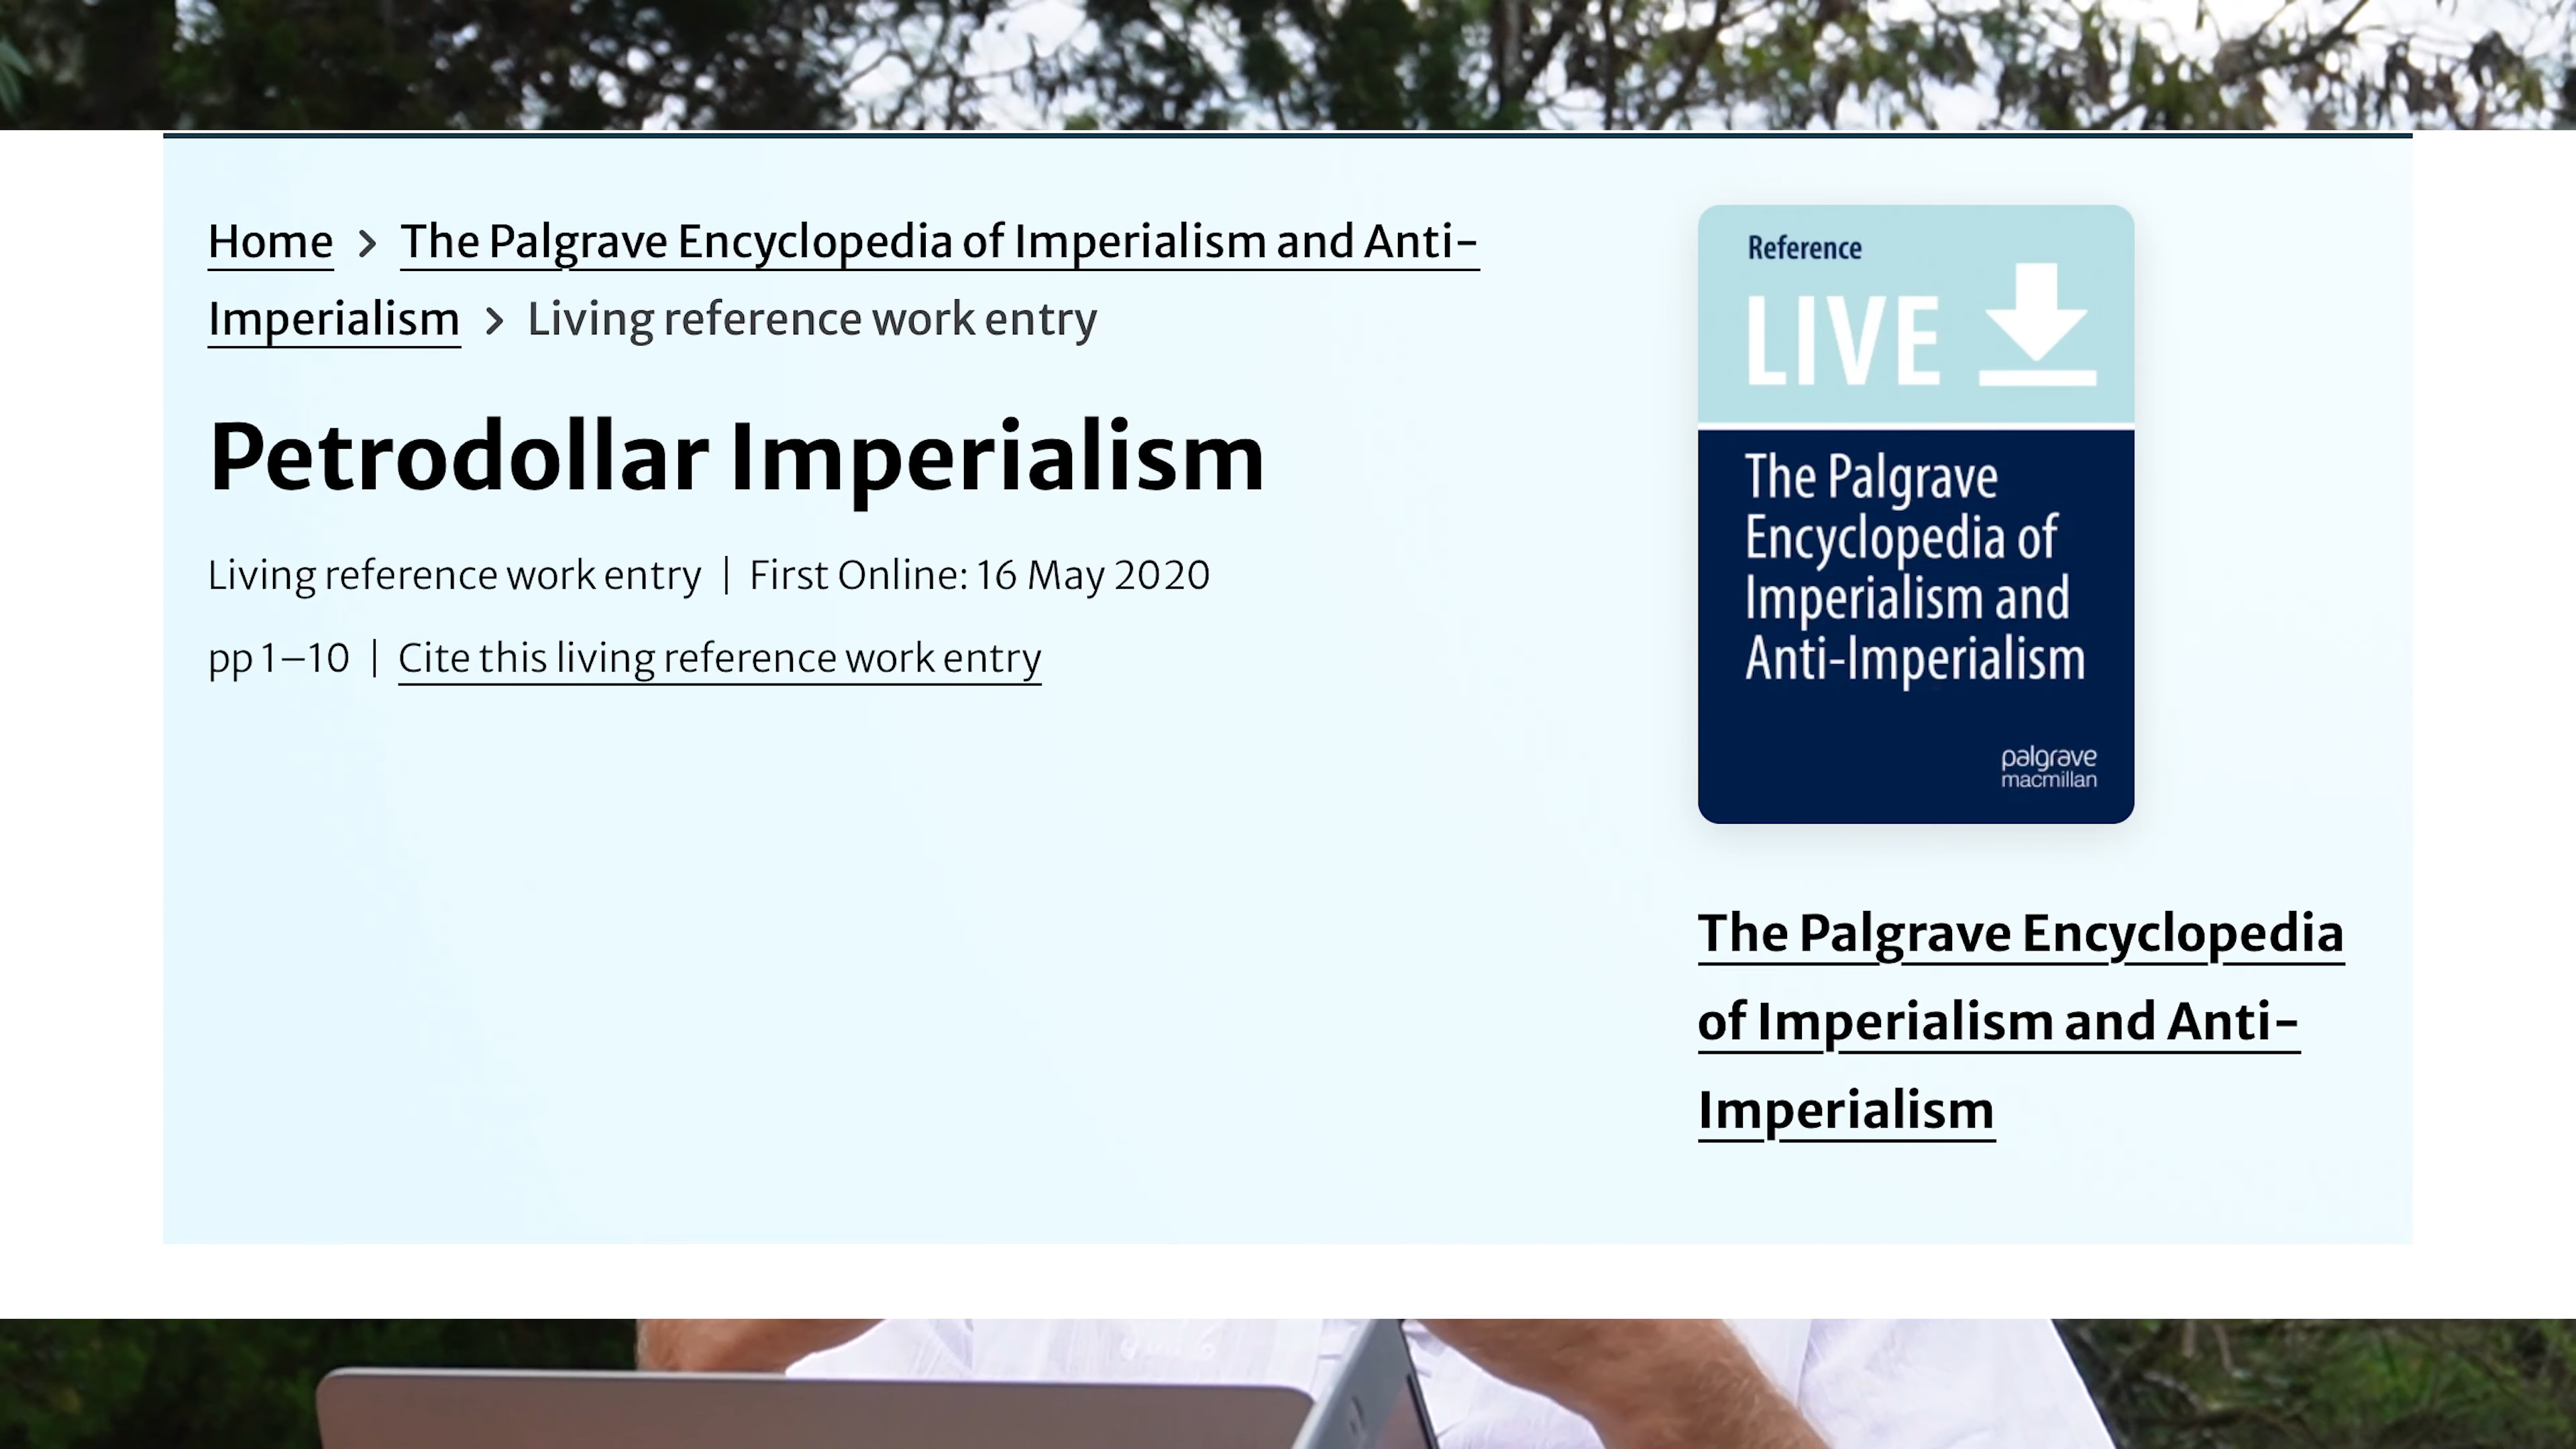 Home > The Palgrave Encyclopedia of Imperialism and Anti-
Imperialism > Living reference work entry
Petrodollar Imperialism
Living reference work entry | First Online: 16 May 2020
pp 1–10 | Cite this living reference work entry
Reference
LIVE
The Palgrave
Encyclopedia of
Imperialism and
Anti-Imperialism
palgrave
macmillan
The Palgrave Encyclopedia
of Imperialism and Anti-
Imperialism